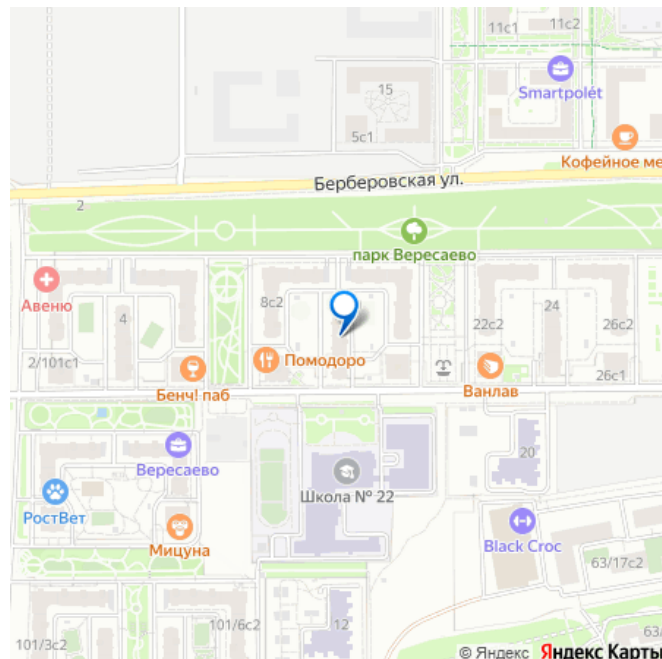 11с1
11с2
15
Smartpolét
5с1
Кофейное ме
Берберовская ул.
2
парк Вересаево
Авеню
8с2
4
22с2
24
26с2
2/101с1
Помодоро
Бенч! паб
Ванлав
26с1
Вересаево
20
Школа № 22
РостВет
Мицуна
Black Croc
63/17с2
101/3с2
101/6с2
12
63/
© Яндекс Яндекс Карты